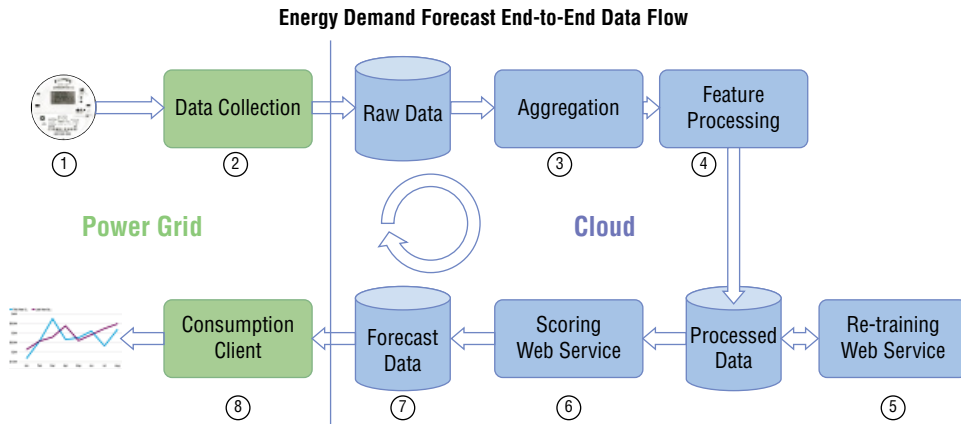 Energy Demand Forecast End-to-End Data Flow
Data Collection
Raw Data
Aggregation
Feature
Processing
1
2
3
4
Power Grid
Cloud
Consumption
Client
Forecast
Data
Scoring
Web Service
Processed
Data
Re-training
Web Service
8
7
6
5